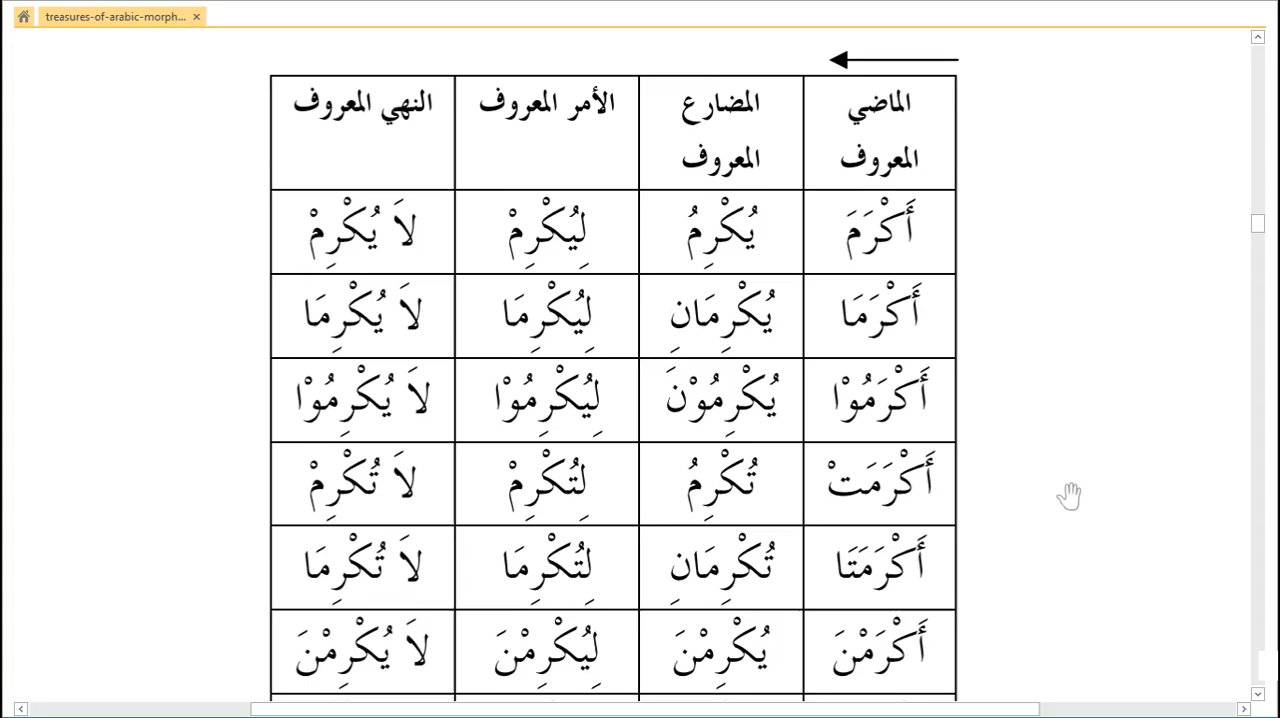 treasures-of-arabic-morph...
الماضي المعروف المضارع المعروف الأمر المعروف النهي المعروف
أَكْرَمَ يُكْرِمُ لِيُكْرِمْ لاَ يُكْرِمْ
أَكْرَمَا يُكْرِمَانِ لِيُكْرِمَا لاَ يُكْرِمَا
أَكْرَمُوْا يُكْرِمُوْنَ لِيُكْرِمُوْا لاَ يُكْرِمُوْا
أَكْرَمَتْ تُكْرِمُ لِتُكْرِمْ لاَ تُكْرِمْ
أَكْرَمَتَا تُكْرِمَانِ لِتُكْرِمَا لاَ تُكْرِمَا
أَكْرَمْنَ يُكْرِمْنَ لِيُكْرِمْنَ لاَ يُكْرِمْنَ